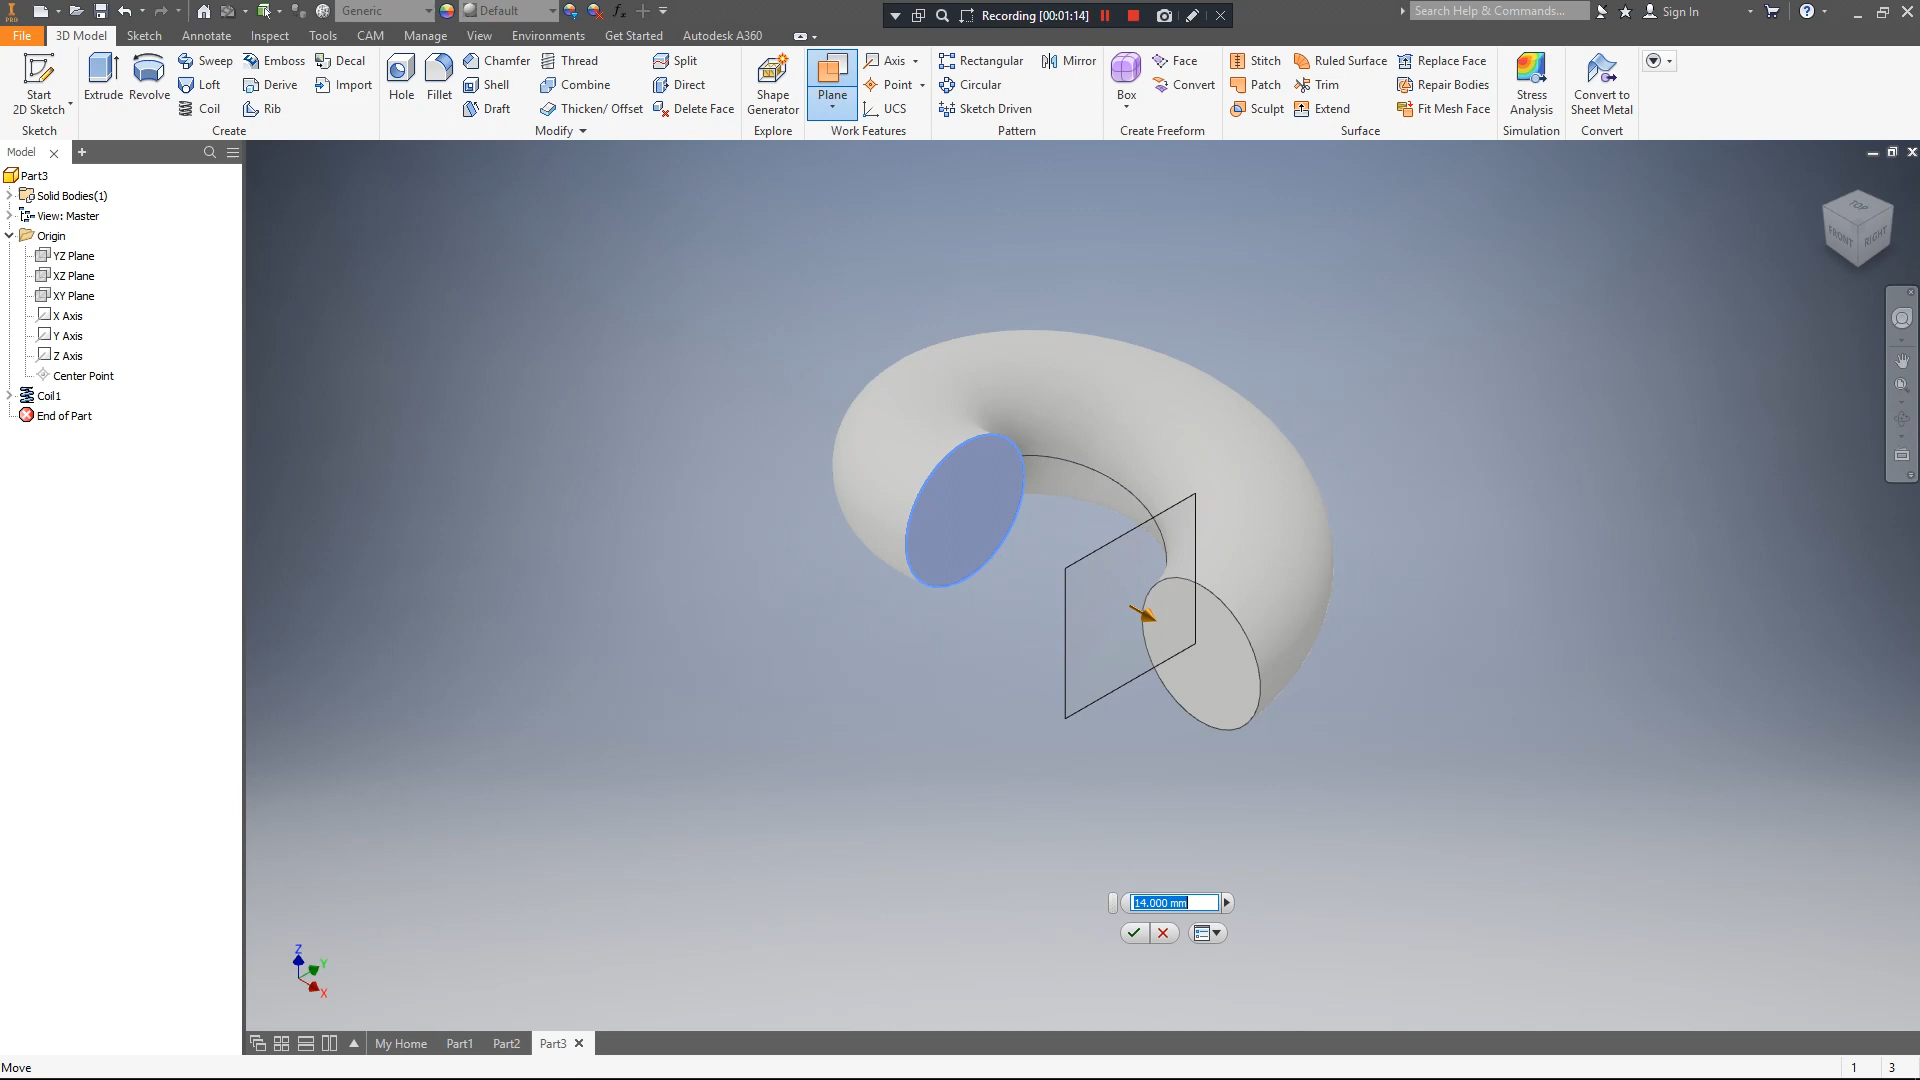 Generic
Default
Recording [00:01:14]
Search Help & Commands...
Sign In
File
3D Model
Sketch
Annotate
Inspect
Tools
CAM
Manage
View
Environments
Get Started
Autodesk A360
Start
2D Sketch
Sketch
Extrude
Revolve
Sweep
Loft
Coil
Emboss
Derive
Rib
Decal
Import
Create
Hole
Fillet
Chamfer
Shell
Draft
Thread
Combine
Thicken/ Offset
Split
Direct
Delete Face
Modify
Shape
Generator
Explore
Plane
Axis
Point
UCS
Work Features
Rectangular
Circular
Sketch Driven
Mirror
Pattern
Box
Face
Convert
Create Freeform
Stitch
Patch
Sculpt
Ruled Surface
Trim
Extend
Replace Face
Repair Bodies
Fit Mesh Face
Surface
Stress
Analysis
Simulation
Convert to
Sheet Metal
Convert
Model
Part3
Solid Bodies(1)
View: Master
Origin
YZ Plane
XZ Plane
XY Plane
X Axis
Y Axis
Z Axis
Center Point
Coil1
End of Part
TOP
FRONT
RIGHT
14.000 mm
Z
Y
X
My Home
Part1
Part2
Part3
Move
1
3